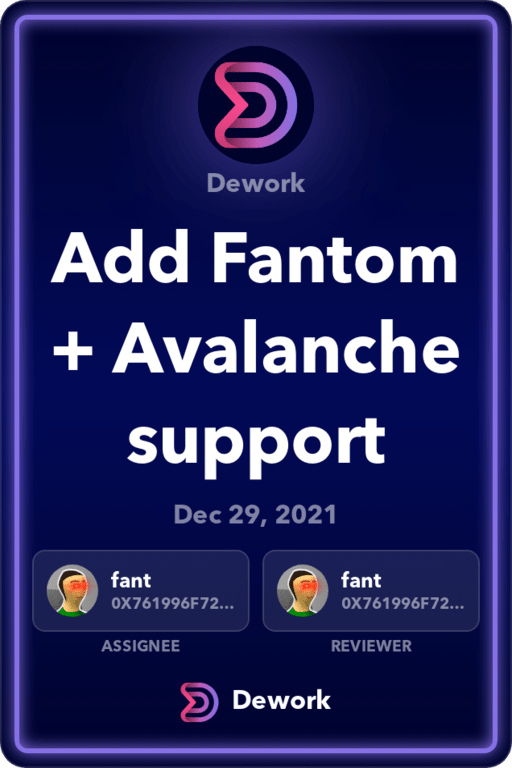 Dework
Add Fantom
+ Avalanche
support
Dec 29, 2021
fant
0X761996F72...
ASSIGNEE
fant
0X761996F72...
REVIEWER
Dework